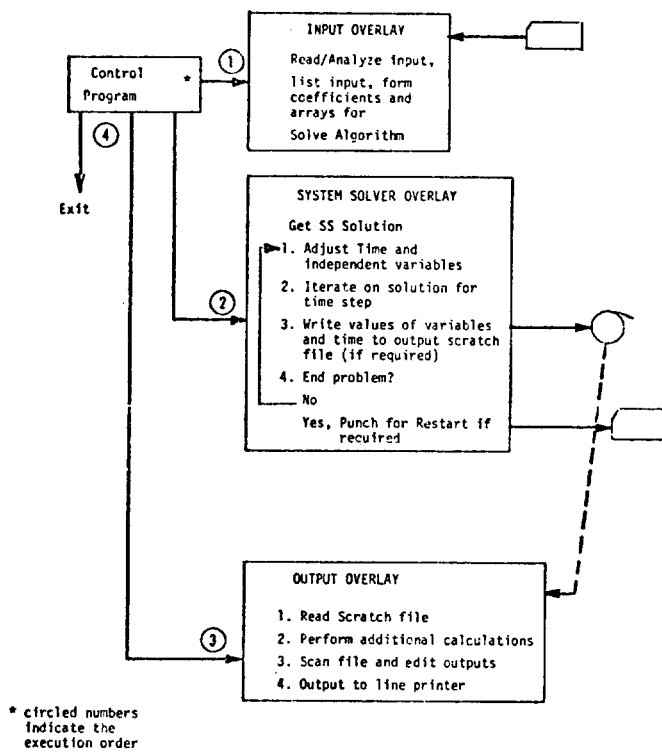 INPUT OVERLAY
Read/Analyze input,
list input, form
coefficients and
arrays for
Solve Algorithm
Control *
Program
1
4
Exit
SYSTEM SOLVER OVERLAY
Get SS Solution
1. Adjust Time and
independent variables
2. Iterate on solution for
time step
3. Write values of variables
and time to output scratch
file (if required)
4. End problem?
No
Yes, Punch for Restart if
recuired
2
OUTPUT OVERLAY
1. Read Scratch file
2. Perform additional calculations
3. Scan file and edit outputs
4. Output to line printer
3
* circled numbers
indicate the
execution order